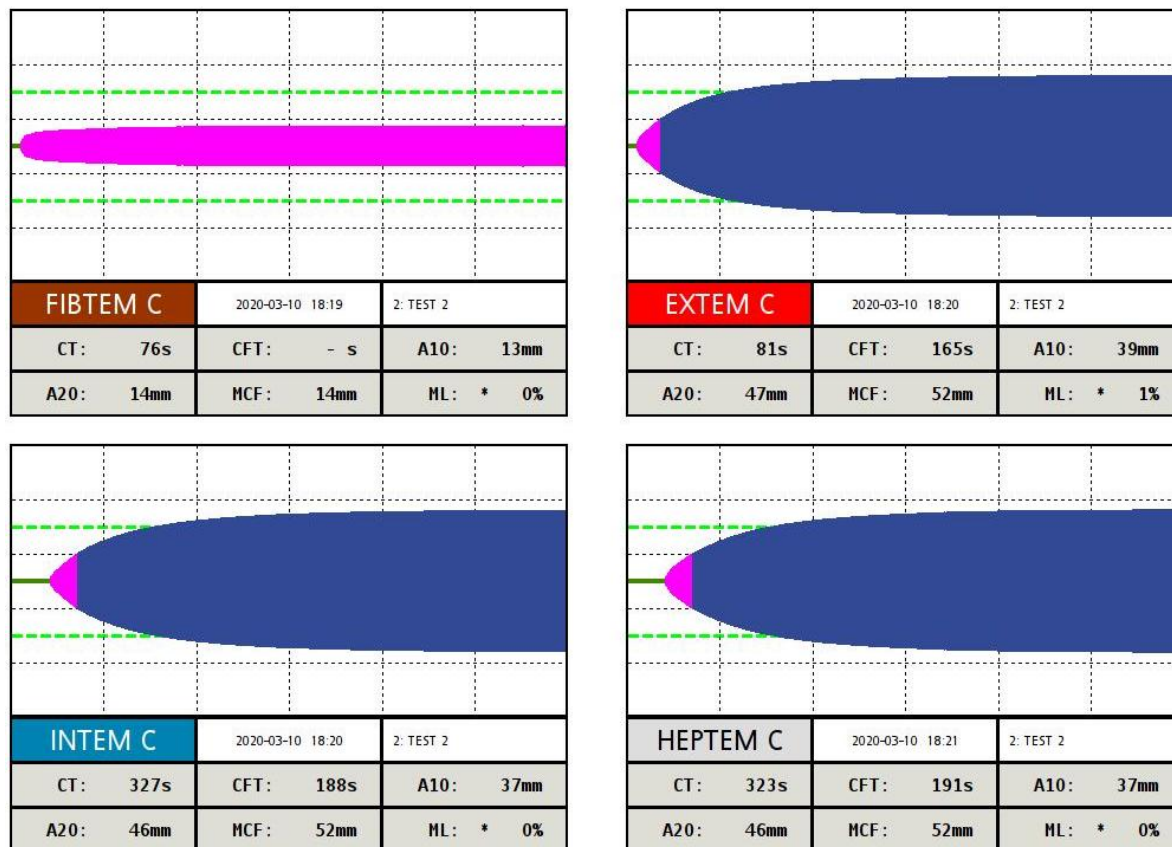 FIBTEM C 2020-03-10 18:19 2: TEST 2
CT: 76s CFT: - s A10: 13mm
A20: 14mm MCF: 14mm ML: * 0%
EXTEM C 2020-03-10 18:20 2: TEST 2
CT: 81s CFT: 165s A10: 39mm
A20: 47mm MCF: 52mm ML: * 1%
INTEM C 2020-03-10 18:20 2: TEST 2
CT: 327s CFT: 188s A10: 37mm
A20: 46mm MCF: 52mm ML: * 0%
HEPTEM C 2020-03-10 18:21 2: TEST 2
CT: 323s CFT: 191s A10: 37mm
A20: 46mm MCF: 52mm ML: * 0%